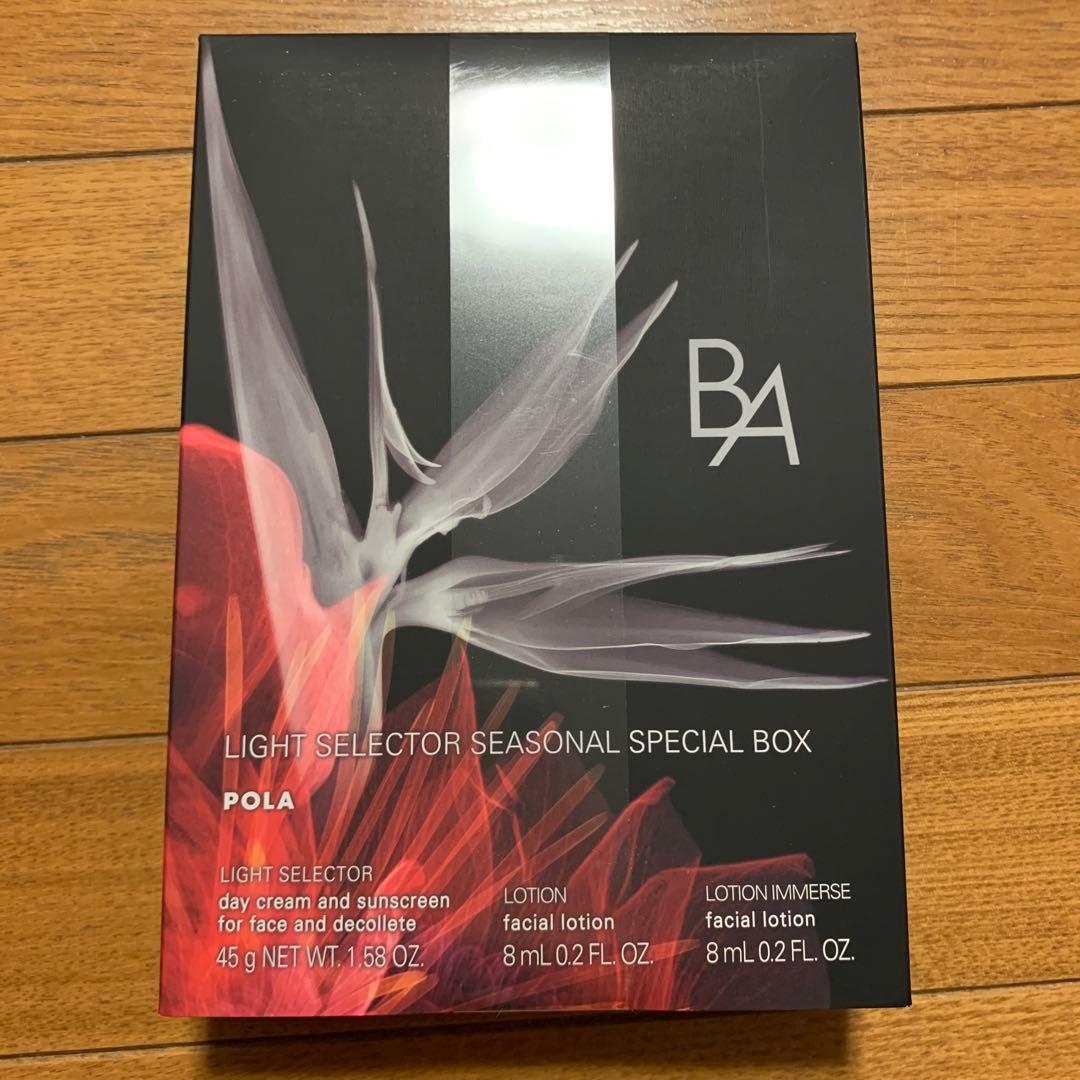 BA
LIGHT SELECTOR SEASONAL SPECIAL BOX
POLA
LIGHT SELECTOR
day cream and sunscreen
for face and decollete
45 g NET WT. 1.58 OZ.
LOTION
facial lotion
8 mL 0.2 FL. OZ.
LOTION IMMERSE
facial lotion
8 mL 0.2 FL. OZ.